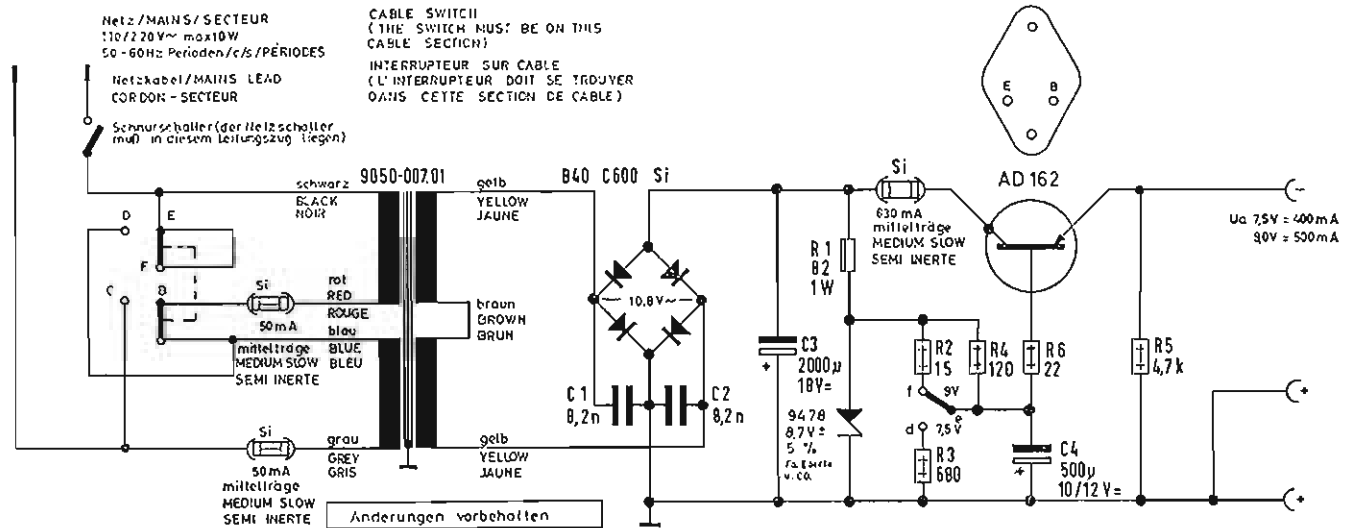 Netz/MAINS/SECTEUR
110/220V~ max10W
50-60Hz Perioden/c/s/PÉRIODES
Netzkabel/MAINS LEAD
CORDON-SECTEUR
Schnurschalter (der Netzschalter
muß in diesem Leitungszug liegen)
CABLE SWITCH
(THE SWITCH MUST BE ON THIS
CABLE SECTION)
INTERRUPTEUR SUR CABLE
(L'INTERRUPTEUR DOIT SE TROUVER
DANS CETTE SECTION DE CABLE)
E B
AD 162
9050-007.01
schwarz
BLACK
NOIR
gelb
YELLOW
JAUNE
B40 C600 Si
Si
630 mA
mittelträge
MEDIUM SLOW
SEMI INERTE
Ua 7,5V = 400mA
9,0V = 500mA
D E
F
C B
Si
50mA
mittelträge
MEDIUM SLOW
SEMI INERTE
rot
RED
ROUGE
blau
BLUE
BLEU
braun
BROWN
BRUN
10,8V~
R1
82
1W
C3
2000µ
18V=
+
R2
15
R4
120
R6
22
R5
4,7k
f 9V
e
d 7,5V
R3
680
9478
8,7V±
5 %
C1
8,2n
C2
8,2n
C4
500µ
10/12V=
+
Si
50mA
mittelträge
MEDIUM SLOW
SEMI INERTE
grau
GREY
GRIS
gelb
YELLOW
JAUNE
Änderungen vorbehalten
-
+
+